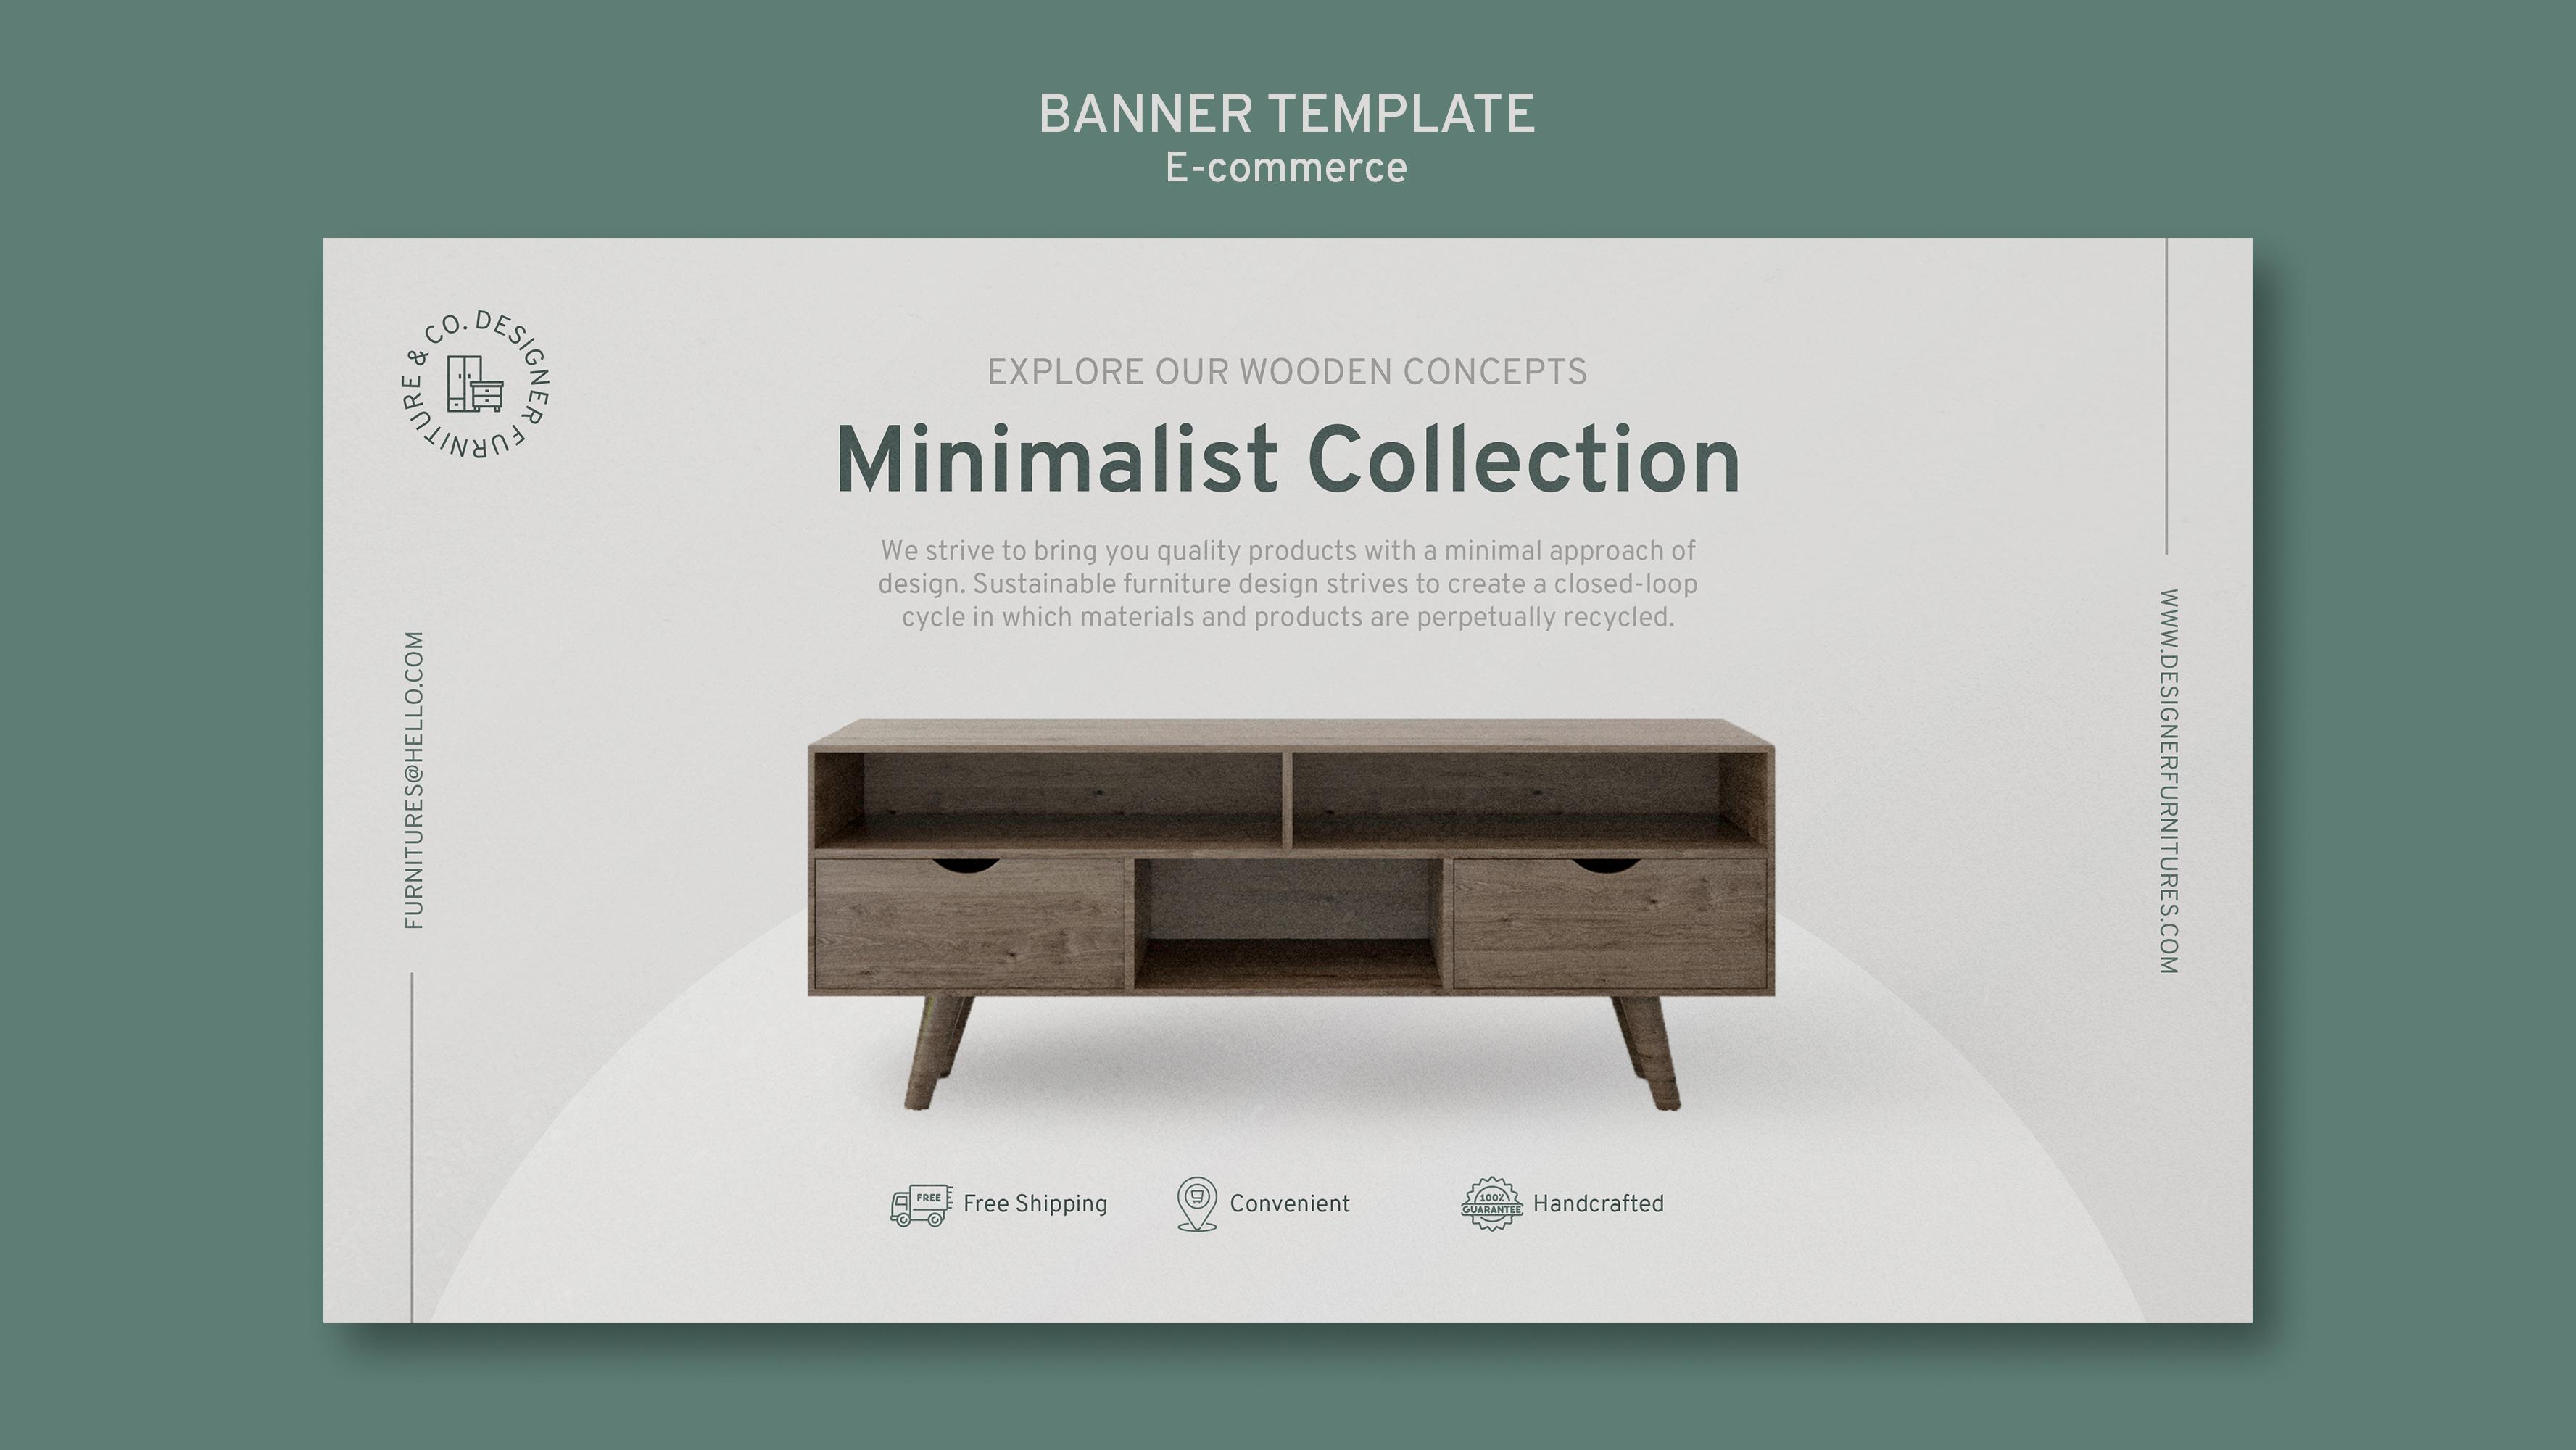 BANNER TEMPLATE
E-commerce
DESIGNER FURNITURE & CO.
EXPLORE OUR WOODEN CONCEPTS
Minimalist Collection
We strive to bring you quality products with a minimal approach of
design. Sustainable furniture design strives to create a closed-loop
cycle in which materials and products are perpetually recycled.
FURNITURES@HELLO.COM
WWW.DESIGNERFURNITURES.COM
FREE
Free Shipping
Convenient
100%
GUARANTEE
Handcrafted